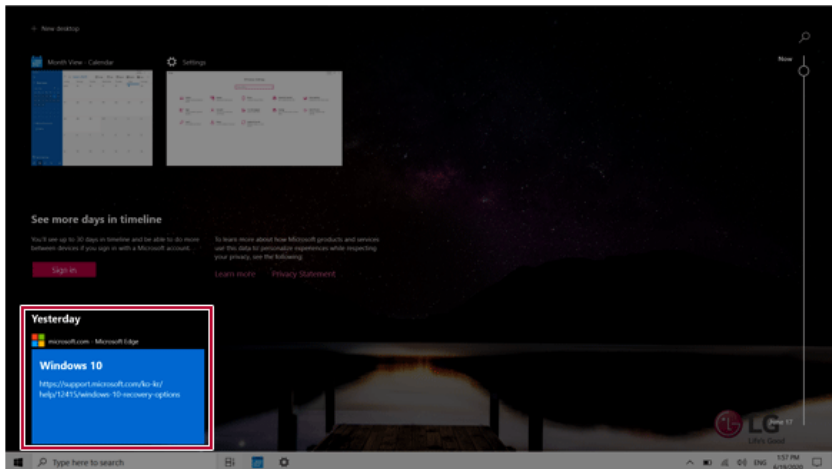 + New desktop
Now
Month View - Calendar
Settings
See more days in timeline
You'll see up to 30 days in timeline and be able to do more
between devices if you sign in with a Microsoft account.
To learn more about how Microsoft products and services
use this data to personalize experiences while respecting
your privacy, see the following:
Sign in
Learn more
Privacy Statement
Yesterday
microsoft.com - Microsoft Edge
Windows 10
https://support.microsoft.com/ko-kr/
help/12415/windows-10-recovery-options
June 17
LG
Life's Good
Type here to search
ENG
1:57 PM
6/19/2020